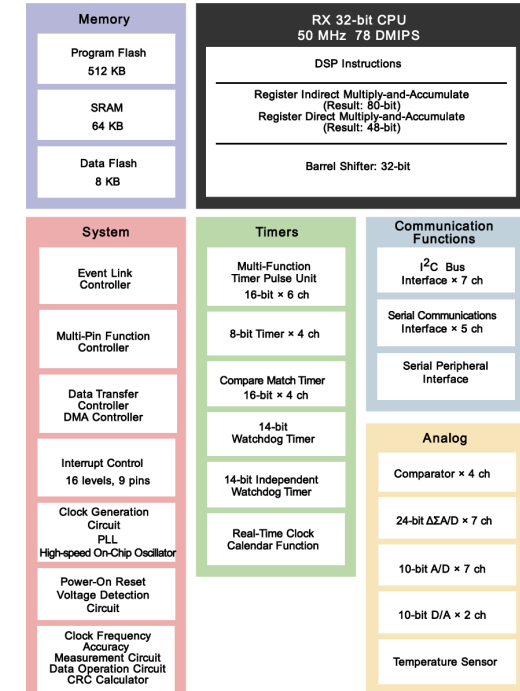 Memory
Program Flash
512 KB
SRAM
64 KB
Data Flash
8 KB
RX 32-bit CPU
50 MHz 78 DMIPS
DSP Instructions
Register Indirect Multiply-and-Accumulate
(Result: 80-bit)
Register Direct Multiply-and-Accumulate
(Result: 48-bit)
Barrel Shifter: 32-bit
System
Event Link
Controller
Multi-Pin Function
Controller
Data Transfer
Controller
DMA Controller
Interrupt Control
16 levels, 9 pins
Clock Generation
Circuit
PLL
High-speed On-Chip Oscillator
Power-On Reset
Voltage Detection
Circuit
Clock Frequency
Accuracy
Measurement Circuit
Data Operation Circuit
CRC Calculator
Timers
Multi-Function
Timer Pulse Unit
16-bit × 6 ch
8-bit Timer × 4 ch
Compare Match Timer
16-bit × 4 ch
14-bit
Watchdog Timer
14-bit Independent
Watchdog Timer
Real-Time Clock
Calendar Function
Communication
Functions
I²C Bus
Interface × 7 ch
Serial Communications
Interface × 5 ch
Serial Peripheral
Interface
Analog
Comparator × 4 ch
24-bit ΔΣA/D × 7 ch
10-bit A/D × 7 ch
10-bit D/A × 2 ch
Temperature Sensor